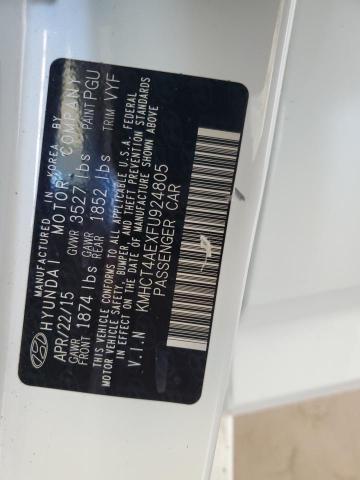 MANUFACTURED IN KOREA BY
HYUNDAI MOTOR COMPANY
APR/22/15 GVWR 3527 lbs PAINT PGU
GAWR FRONT 1874 lbs GAWR REAR 1852 lbs TRIM VYF
THIS VEHICLE CONFORMS TO ALL APPLICABLE U.S.A. FEDERAL
MOTOR VEHICLE SAFETY, BUMPER, AND THEFT PREVENTION STANDARDS
IN EFFECT ON THE DATE OF MANUFACTURE SHOWN ABOVE
V.I.N KMHCT4AEXFU924805
PASSENGER CAR